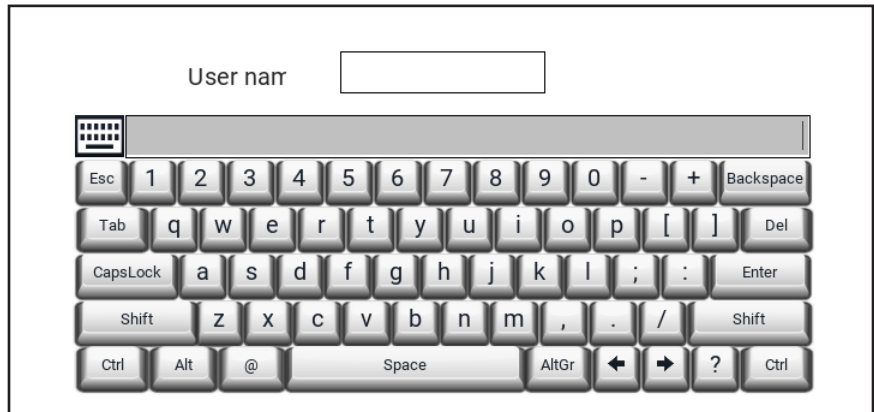 User nam
Esc 1 2 3 4 5 6 7 8 9 0 - + Backspace
Tab q w e r t y u i o p [ ] Del
CapsLock a s d f g h j k l ; : Enter
Shift z x c v b n m , . / Shift
Ctrl Alt @ Space AltGr ← → ? Ctrl